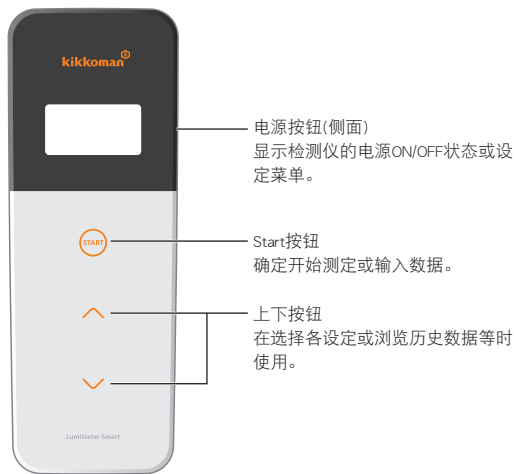 kikkoman
电源按钮(侧面)
显示检测仪的电源ON/OFF状态或设
定菜单。
START
Start按钮
确定开始测定或输入数据。
上下按钮
在选择各设定或浏览历史数据等时
使用。
Lumitester Smart